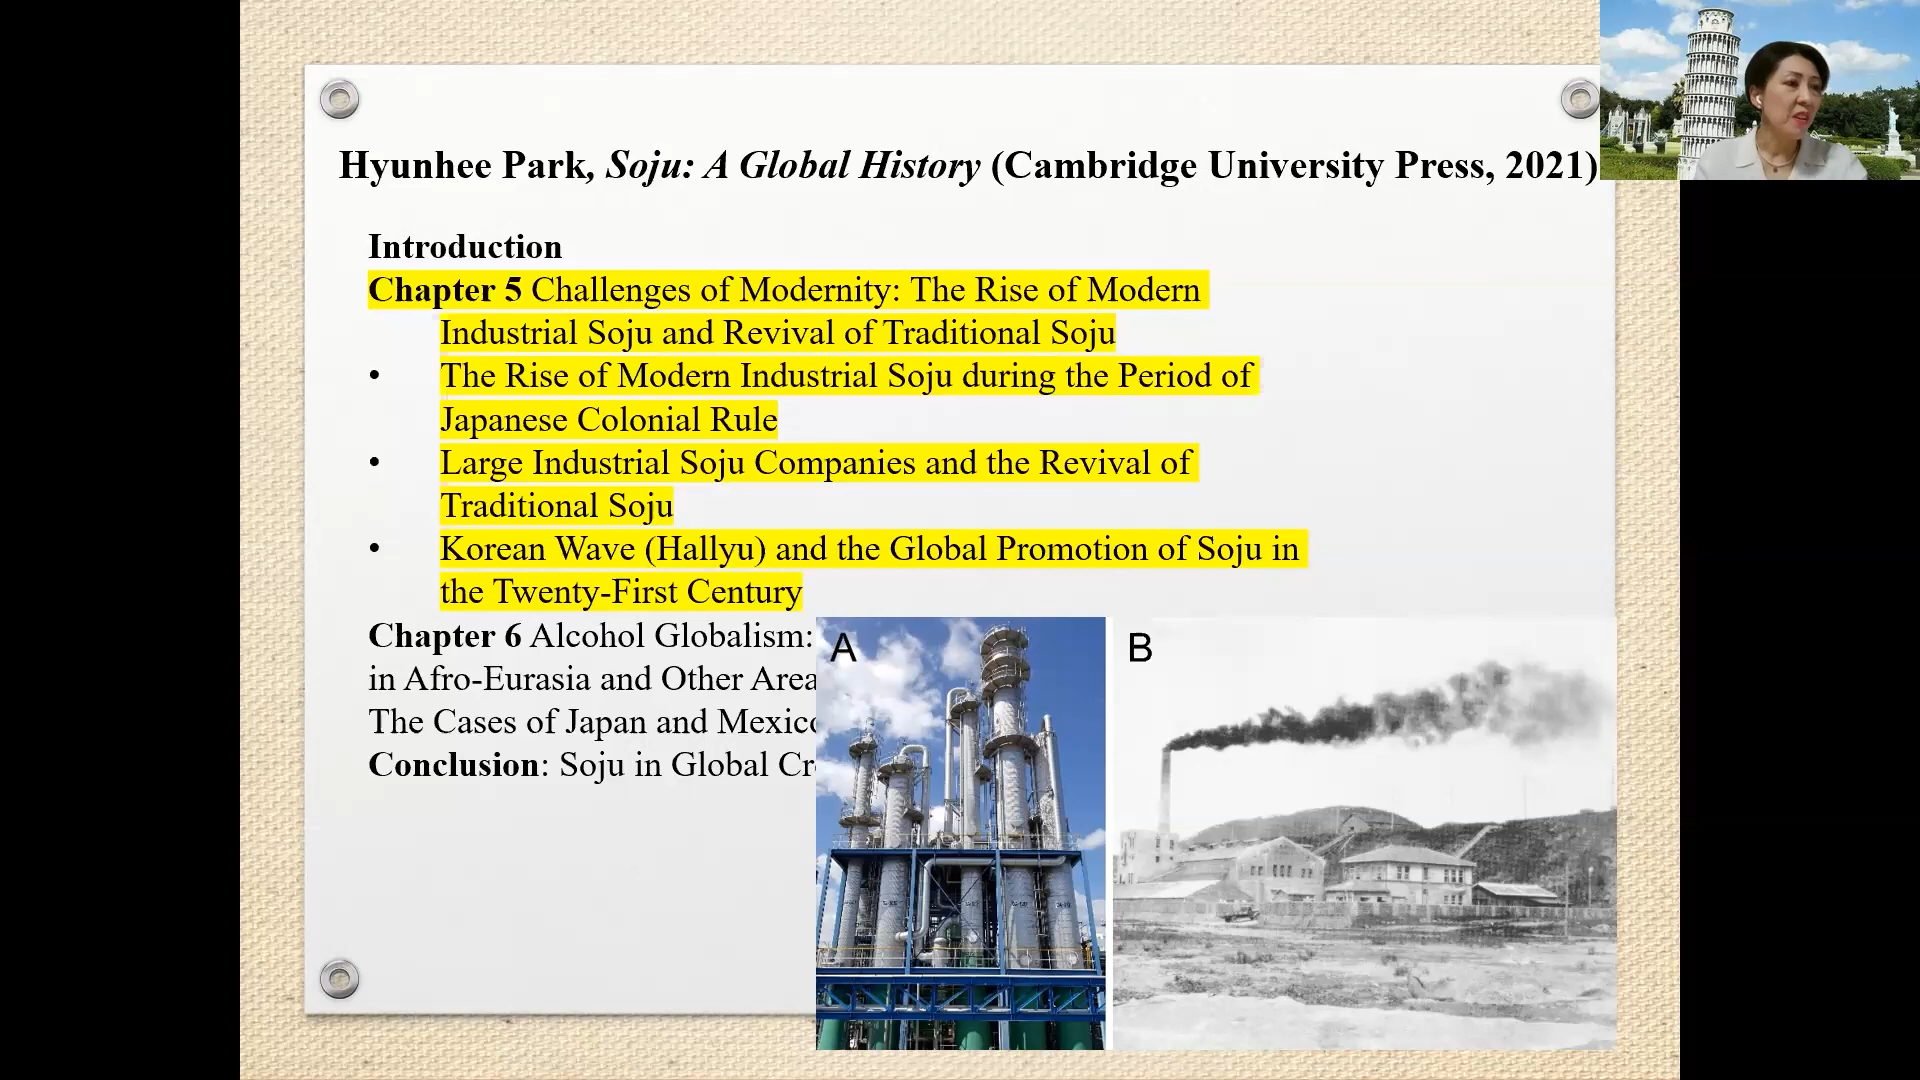 Hyunhee Park, Soju: A Global History (Cambridge University Press, 2021)
Introduction
Chapter 5 Challenges of Modernity: The Rise of Modern
Industrial Soju and Revival of Traditional Soju
• The Rise of Modern Industrial Soju during the Period of
Japanese Colonial Rule
• Large Industrial Soju Companies and the Revival of
Traditional Soju
• Korean Wave (Hallyu) and the Global Promotion of Soju in
the Twenty-First Century
Chapter 6 Alcohol Globalism:
in Afro-Eurasia and Other Area
The Cases of Japan and Mexico
Conclusion: Soju in Global Cr
A
B